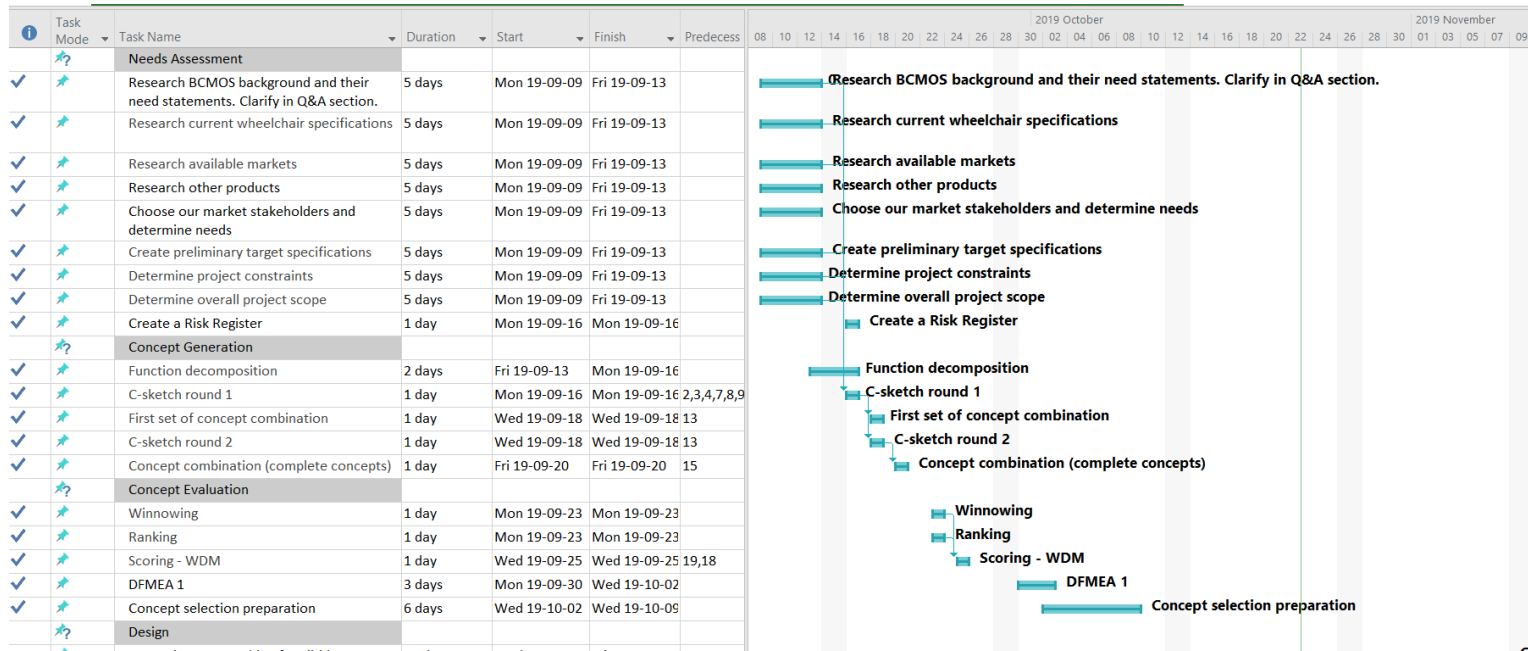 Task
Mode Task Name Duration Start Finish Predecess
2019 October 2019 November
08 10 12 14 16 18 20 22 24 26 28 30 02 04 06 08 10 12 14 16 18 20 22 24 26 28 30 01 03 05 07 09
Needs Assessment
Research BCMOS background and their need statements. Clarify in Q&A section. 5 days Mon 19-09-09 Fri 19-09-13 Research BCMOS background and their need statements. Clarify in Q&A section.
Research current wheelchair specifications 5 days Mon 19-09-09 Fri 19-09-13 Research current wheelchair specifications
Research available markets 5 days Mon 19-09-09 Fri 19-09-13 Research available markets
Research other products 5 days Mon 19-09-09 Fri 19-09-13 Research other products
Choose our market stakeholders and determine needs 5 days Mon 19-09-09 Fri 19-09-13 Choose our market stakeholders and determine needs
Create preliminary target specifications 5 days Mon 19-09-09 Fri 19-09-13 Create preliminary target specifications
Determine project constraints 5 days Mon 19-09-09 Fri 19-09-13 Determine project constraints
Determine overall project scope 5 days Mon 19-09-09 Fri 19-09-13 Determine overall project scope
Create a Risk Register 1 day Mon 19-09-16 Mon 19-09-16 Create a Risk Register
Concept Generation
Function decomposition 2 days Fri 19-09-13 Mon 19-09-16 Function decomposition
C-sketch round 1 1 day Mon 19-09-16 Mon 19-09-16 2,3,4,7,8,9 C-sketch round 1
First set of concept combination 1 day Wed 19-09-18 Wed 19-09-18 13 First set of concept combination
C-sketch round 2 1 day Wed 19-09-18 Wed 19-09-18 13 C-sketch round 2
Concept combination (complete concepts) 1 day Fri 19-09-20 Fri 19-09-20 15 Concept combination (complete concepts)
Concept Evaluation
Winnowing 1 day Mon 19-09-23 Mon 19-09-23 Winnowing
Ranking 1 day Mon 19-09-23 Mon 19-09-23 Ranking
Scoring - WDM 1 day Wed 19-09-25 Wed 19-09-25 19,18 Scoring - WDM
DFMEA 1 3 days Mon 19-09-30 Wed 19-10-02 DFMEA 1
Concept selection preparation 6 days Wed 19-10-02 Wed 19-10-09 Concept selection preparation
Design